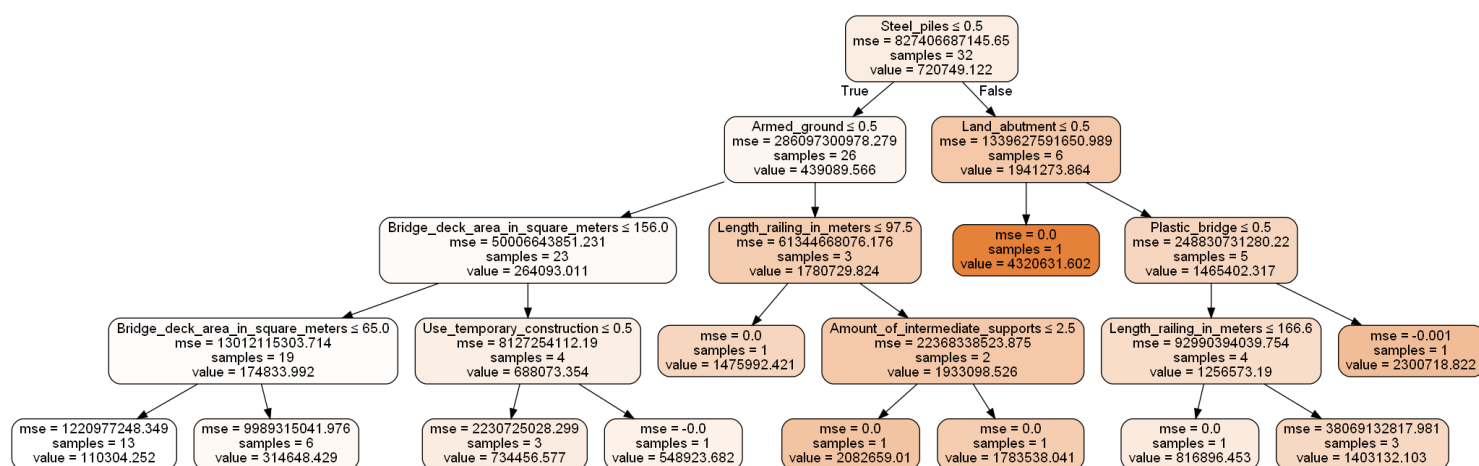 Steel_piles ≤ 0.5
mse = 827406687145.65
samples = 32
value = 720749.122
True
False
Armed_ground ≤ 0.5
mse = 286097300978.279
samples = 26
value = 439089.566
Land_abutment ≤ 0.5
mse = 1339627591650.989
samples = 6
value = 1941273.864
Bridge_deck_area_in_square_meters ≤ 156.0
mse = 50006643851.231
samples = 23
value = 264093.011
Length_railing_in_meters ≤ 97.5
mse = 61344668076.176
samples = 3
value = 1780729.824
mse = 0.0
samples = 1
value = 4320631.602
Plastic_bridge ≤ 0.5
mse = 248830731280.22
samples = 5
value = 1465402.317
Bridge_deck_area_in_square_meters ≤ 65.0
mse = 13012115303.714
samples = 19
value = 174833.992
Use_temporary_construction ≤ 0.5
mse = 8127254112.19
samples = 4
value = 688073.354
mse = 0.0
samples = 1
value = 1475992.421
Amount_of_intermediate_supports ≤ 2.5
mse = 22368338523.875
samples = 2
value = 1933098.526
Length_railing_in_meters ≤ 166.6
mse = 92990394039.754
samples = 4
value = 1256573.19
mse = -0.001
samples = 1
value = 2300718.822
mse = 1220977248.349
samples = 13
value = 110304.252
mse = 9989315041.976
samples = 6
value = 314648.429
mse = 2230725028.299
samples = 3
value = 734456.577
mse = -0.0
samples = 1
value = 548923.682
mse = 0.0
samples = 1
value = 2082659.01
mse = 0.0
samples = 1
value = 1783538.041
mse = 0.0
samples = 1
value = 816896.453
mse = 38069132817.981
samples = 3
value = 1403132.103